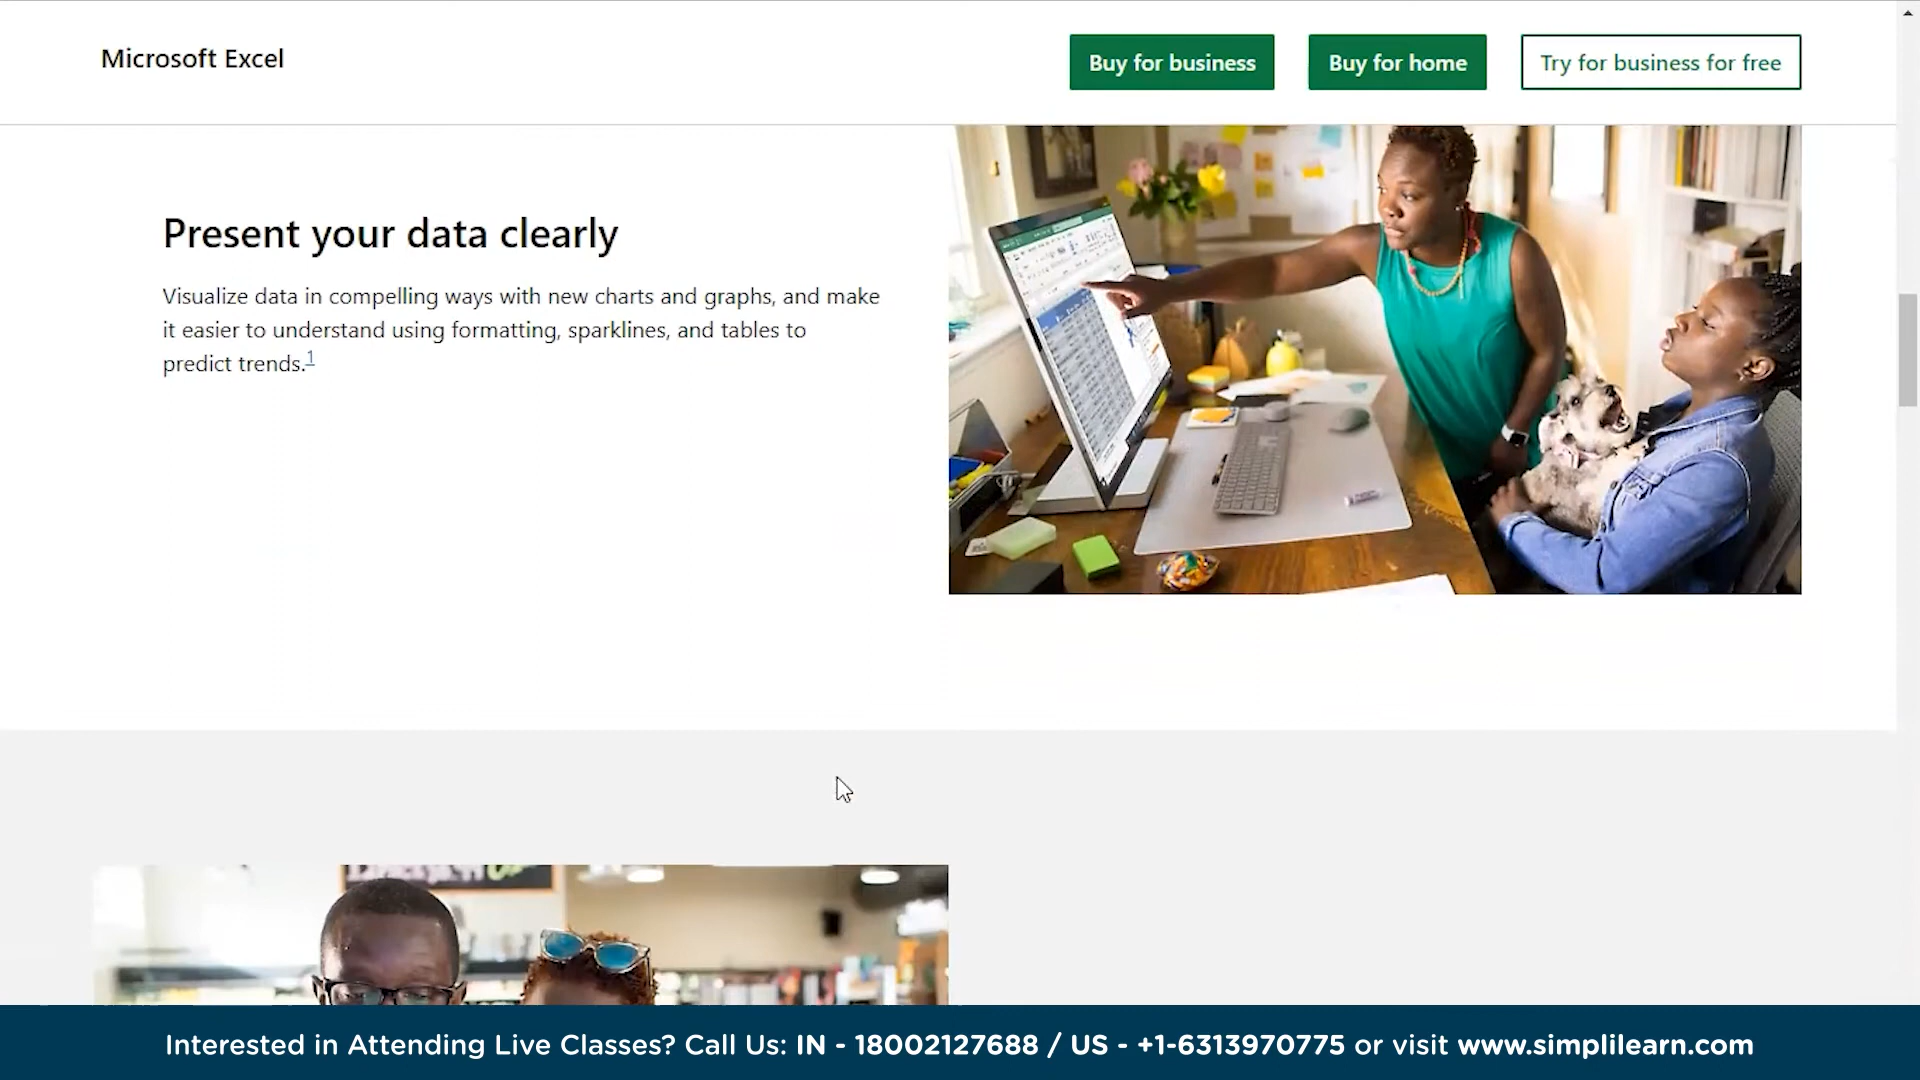 Microsoft Excel
Buy for business
Buy for home
Try for business for free
Present your data clearly
Visualize data in compelling ways with new charts and graphs, and make
it easier to understand using formatting, sparklines, and tables to
predict trends.1
Interested in Attending Live Classes? Call Us: IN - 18002127688 / US - +1-6313970775 or visit www.simplilearn.com